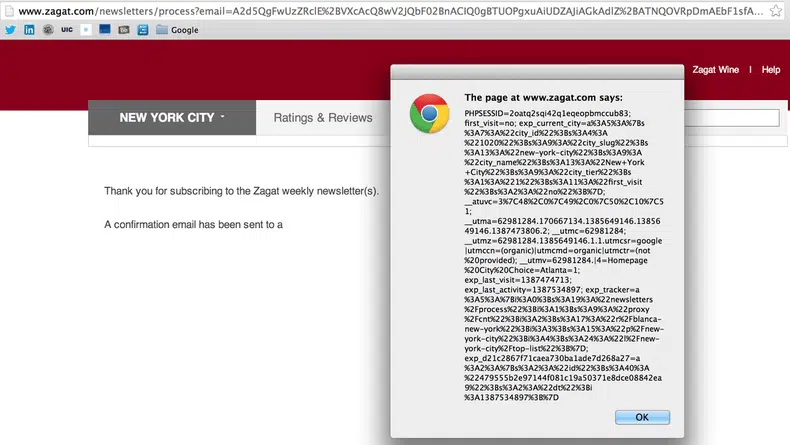 www.zagat.com/newsletters/process?email=A2d5QgFwUzZRclE%2BVXcAcQ8wV2JQbF02BnACIQ0gBTUOPgxuAiUDZAJiAGkAdlZ%2BATNQOVRpDmAEbF1sfA...
UIC Google
Zagat Wine | Help
NEW YORK CITY Ratings & Reviews
Thank you for subscribing to the Zagat weekly newsletter(s).
A confirmation email has been sent to a
The page at www.zagat.com says:
PHPSESSID=2oatq2sqi42q1eqeopbmccub83;
first_visit=no; exp_current_city=a%3A5%3A%7Bs
%3A7%3A%22city_id%22%3Bs%3A4%3A
%221020%22%3Bs%3A9%3A%22city_slug%22%3Bs
%3A13%3A%22new-york-city%22%3Bs%3A9%3A
%22city_name%22%3Bs%3A13%3A%22New+York
+City%22%3Bs%3A9%3A%22city_tier%22%3Bs
%3A1%3A%221%22%3Bs%3A11%3A%22first_visit
%22%3Bs%3A2%3A%22no%22%3B%7D;
__atuvc=3%7C48%2C0%7C49%2C0%7C50%2C10%7C5
1;
__utma=62981284.170667134.1385649146.13856
49146.1387473806.2; __utmc=62981284;
__utmz=62981284.1385649146.1.1.utmcsr=google
|utmccn=(organic)|utmcmd=organic|utmctr=(not
%20provided); __utmv=62981284.|4=Homepage
%20City%20Choice=Atlanta=1;
exp_last_visit=1387474713;
exp_last_activity=1387534897; exp_tracker=a
%3A5%3A%7Bi%3A0%3Bs%3A19%3A%22newsletters
%2Fprocess%22%3Bi%3A1%3Bs%3A9%3A%22proxy
%2Fcnt%22%3Bi%3A2%3Bs%3A17%3A%22r%2Fblanca-
new-york%22%3Bi%3A3%3Bs%3A15%3A%22p%2Fnew-
york-city%22%3Bi%3A4%3Bs%3A24%3A%22l%2Fnew-
york-city%2Ftop-list%22%3B%7D;
exp_d21c2867f71caea730ba1ade7d268a27=a
%3A2%3A%7Bs%3A2%3A%22id%22%3Bs%3A40%3A
%22479555b2e97144f081c19a50371e8dce08842ea
9%22%3Bs%3A2%3A%22dt%22%3Bi
%3A1387534897%3B%7D
OK